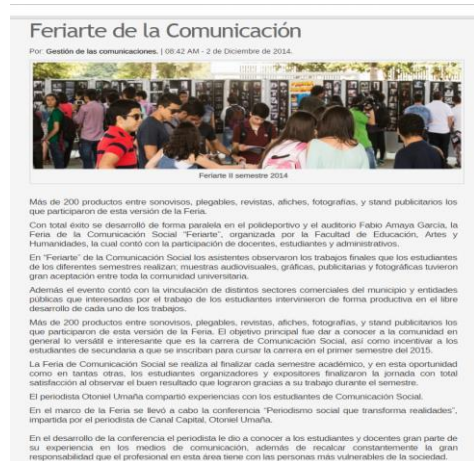 Feriarte de la Comunicación
Por: Gestión de las comunicaciones. | 08:42 AM - 2 de Diciembre de 2014.
Feriarte II semestre 2014
Más de 200 productos entre sonovisos, plegables, revistas, afiches, fotografías, y stand publicitarios los
que participaron de esta versión de la Feria.
Con total éxito se desarrolló de forma paralela en el polideportivo y el auditorio Fabio Amaya García, la
Feria de la Comunicación Social "Feriarte", organizada por la Facultad de Educación, Artes y
Humanidades, la cual contó con la participación de docentes, estudiantes y administrativos.
En "Feriarte" de la Comunicación Social los asistentes observaron los trabajos finales que los estudiantes
de los diferentes semestres realizan; muestras audiovisuales, gráficas, publicitarias y fotográficas tuvieron
gran aceptación entre toda la comunidad universitaria.
Además el evento contó con la vinculación de distintos sectores comerciales del municipio y entidades
públicas que interesadas por el trabajo de los estudiantes intervinieron de forma productiva en el libre
desarrollo de cada uno de los trabajos.
Más de 200 productos entre sonovisos, plegables, revistas, afiches, fotografías, y stand publicitarios los
que participaron de esta versión de la Feria. El objetivo principal fue dar a conocer a la comunidad en
general lo versátil e interesante que es la carrera de Comunicación Social, así como incentivar a los
estudiantes de secundaria a que se inscriban para cursar la carrera en el primer semestre del 2015.
La Feria de Comunicación Social se realiza al finalizar cada semestre académico, y en esta oportunidad
como en tantas otras, los estudiantes organizadores y expositores finalizaron la jornada con total
satisfacción al observar el buen resultado que lograron gracias a su trabajo durante el semestre.
El periodista Otoniel Umaña compartió experiencias con los estudiantes de Comunicación Social.
En el marco de la Feria se llevó a cabo la conferencia "Periodismo social que transforma realidades",
impartida por el periodista de Canal Capital, Otoniel Umaña.
En el desarrollo de la conferencia el periodista le dio a conocer a los estudiantes y docentes gran parte de
su experiencia en los medios de comunicación, además de recalcar constantemente la gran
responsabilidad que el profesional en esta área tiene con las personas más vulnerables de la sociedad.